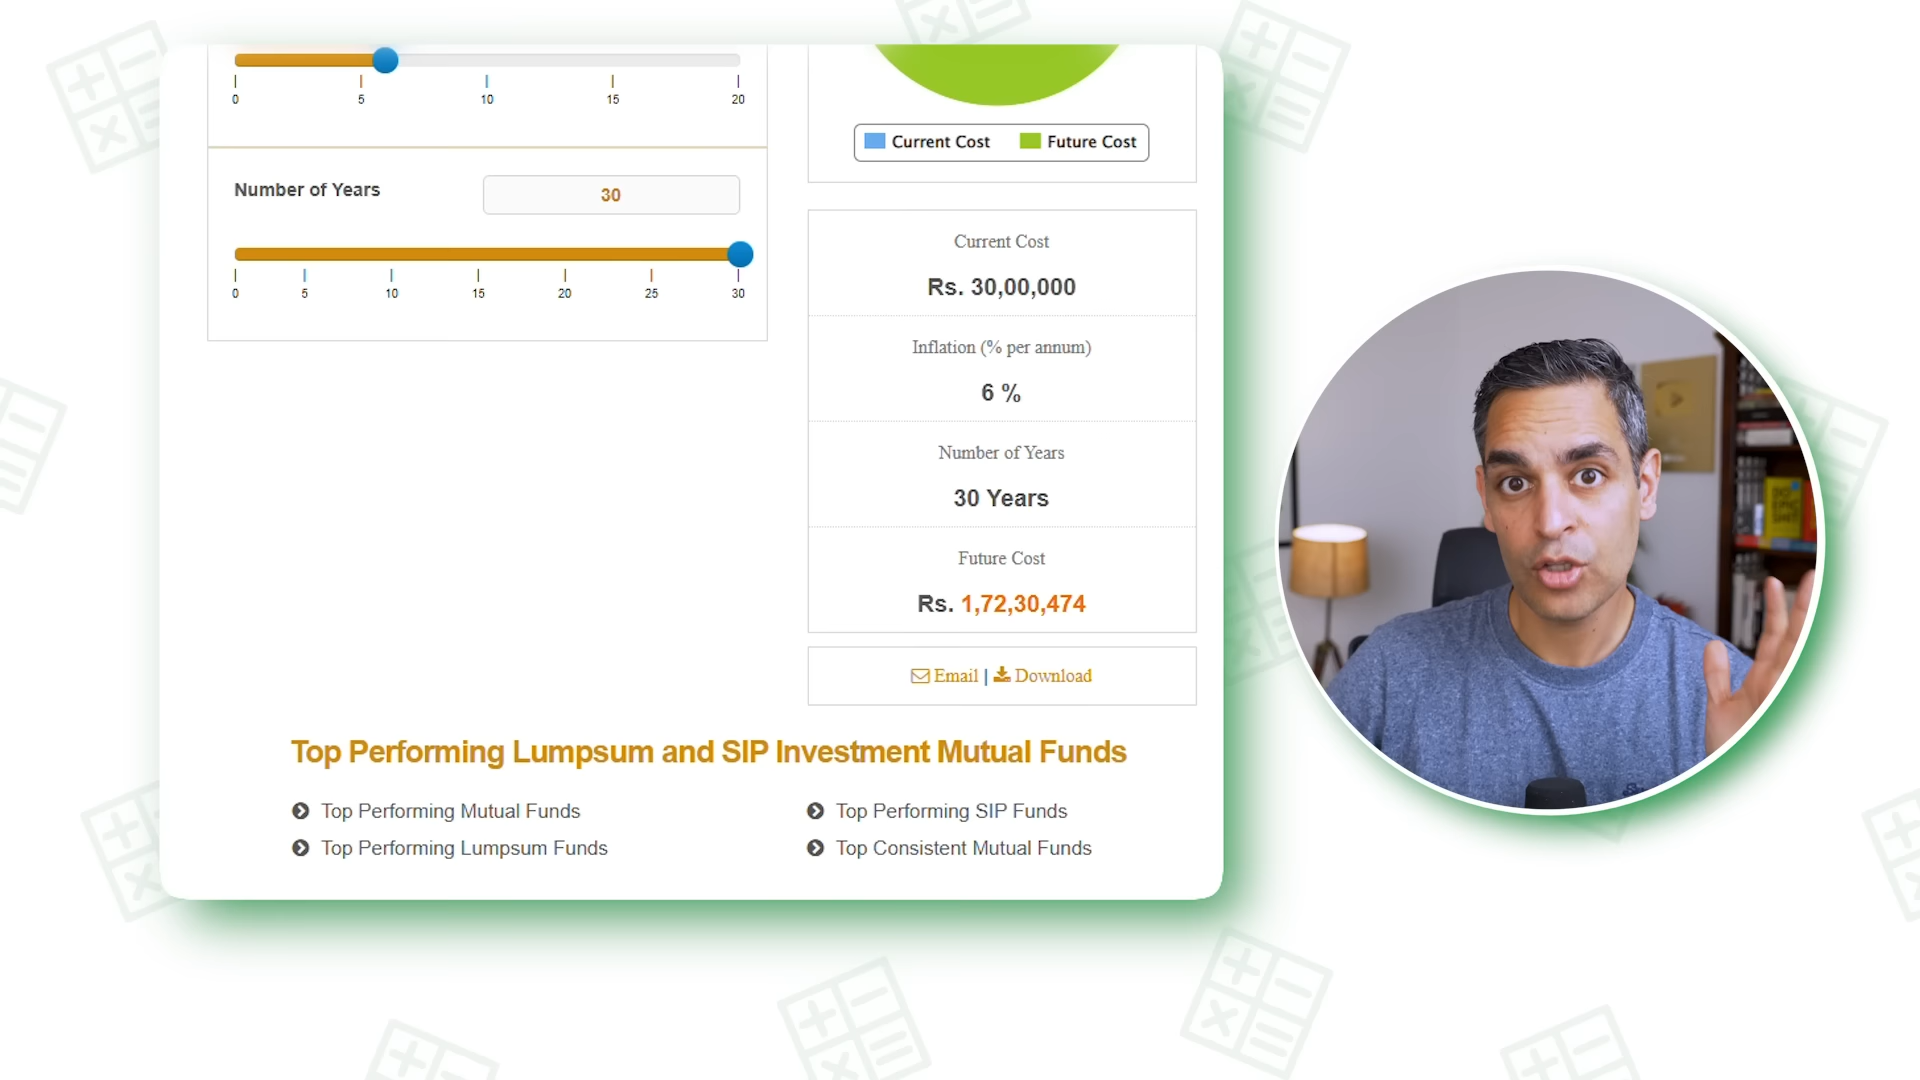 0 5 10 15 20
Number of Years
30
0 5 10 15 20 25 30
Current Cost Future Cost
Current Cost
Rs. 30,00,000
Inflation (% per annum)
6 %
Number of Years
30 Years
Future Cost
Rs. 1,72,30,474
Email | Download
Top Performing Lumpsum and SIP Investment Mutual Funds
Top Performing Mutual Funds
Top Performing SIP Funds
Top Performing Lumpsum Funds
Top Consistent Mutual Funds
DO
EPIC
SHIT